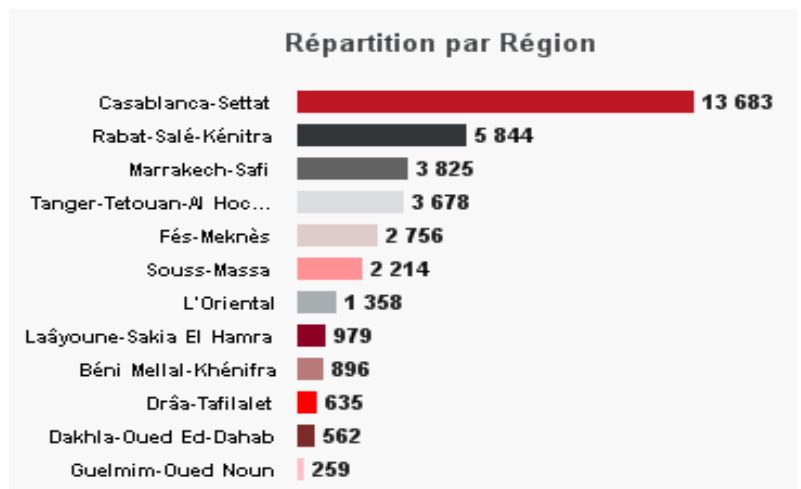 Répartition par Région
Casablanca-Settat 13 683
Rabat-Salé-Kénitra 5 844
Marrakech-Safi 3 825
Tanger-Tetouan-Al Hoc... 3 678
Fés-Meknès 2 756
Souss-Massa 2 214
L'Oriental 1 358
Laâyoune-Sakia El Hamra 979
Béni Mellal-Khénifra 896
Drâa-Tafilalet 635
Dakhla-Oued Ed-Dahab 562
Guelmim-Oued Noun 259